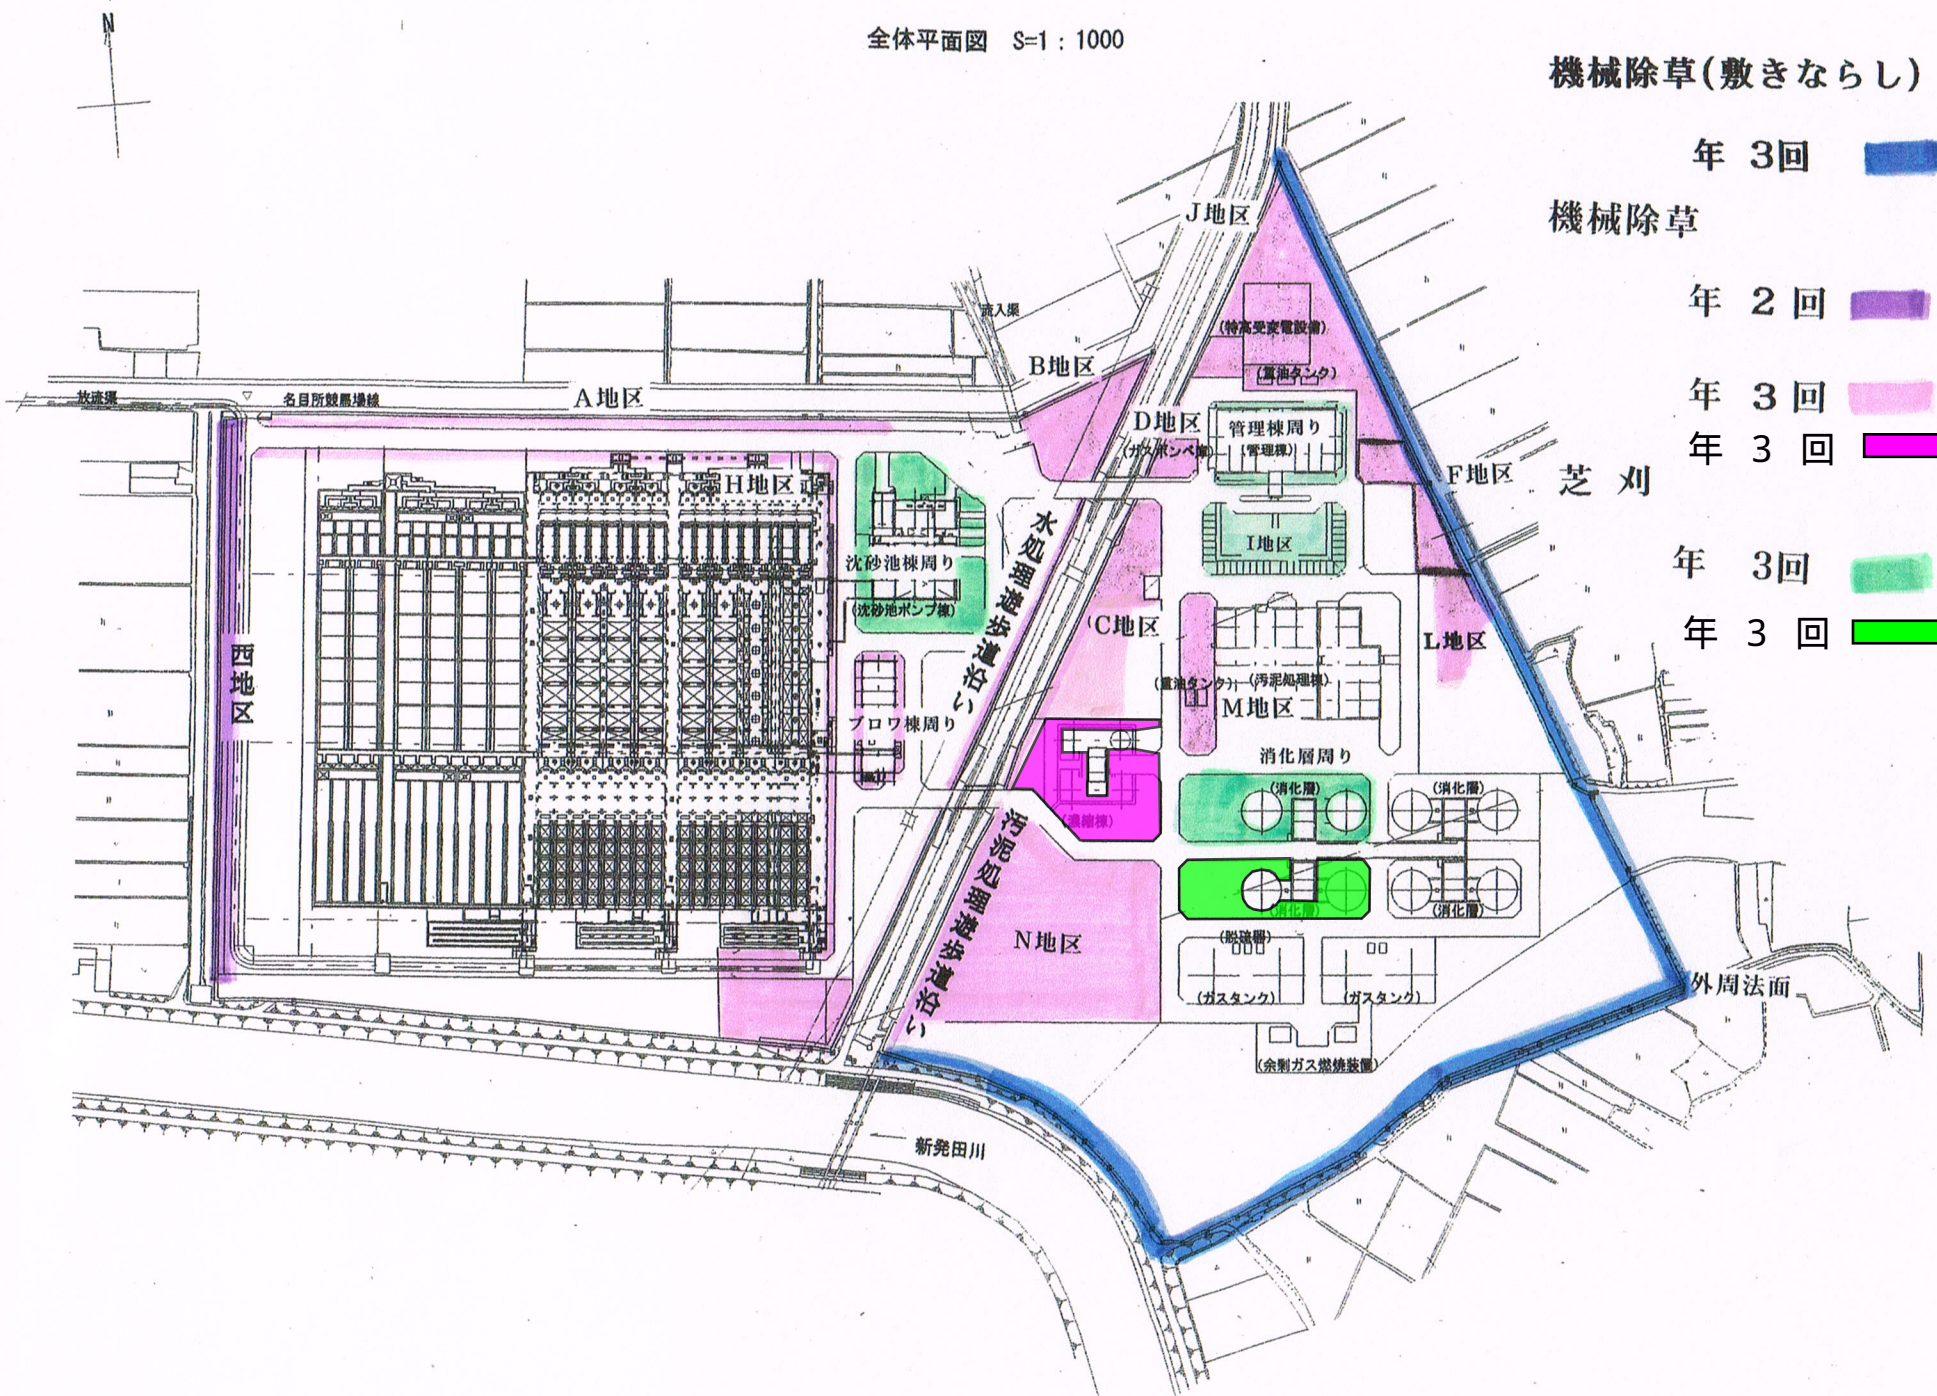 N
全体平面図 S=1:1000
機械除草(敷きならし)
年 3回
機械除草
年 2回
年 3回
年 3 回
芝 刈
年 3回
年 3 回
J地区
流入渠
(特高受変電設備)
(重油タンク)
B地区
A地区
放流渠
名目所競馬場線
D地区
(ガスボンベ庫)
管理棟周り
(管理棟)
F地区
H地区
I地区
水処理遊歩道沿い
沈砂池棟周り
(沈砂池ポンプ棟)
C地区
L地区
西地区
(重油タンク)
(汚泥処理棟)
M地区
ブロワ棟周り
消化層周り
(消化層)
(消化層)
(濃縮棟)
汚泥処理遊歩道沿い
(消化層)
(消化層)
N地区
(脱硫器)
(ガスタンク)
(ガスタンク)
外周法面
(余剰ガス燃焼装置)
新発田川